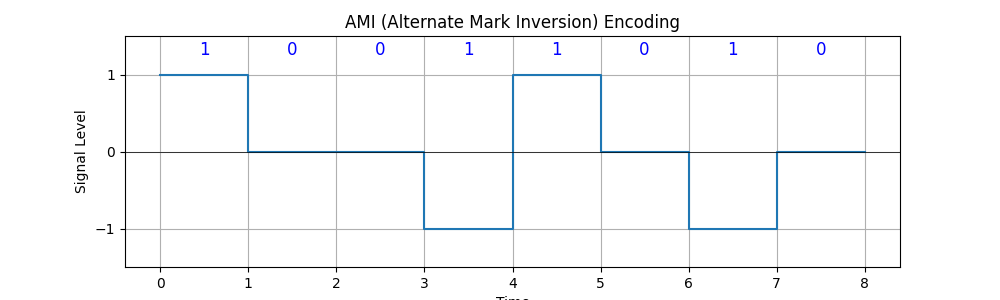 AMI (Alternate Mark Inversion) Encoding
1 0 0 1 1 0 1 0
1
0
−1
Signal Level
0 1 2 3 4 5 6 7 8
Time